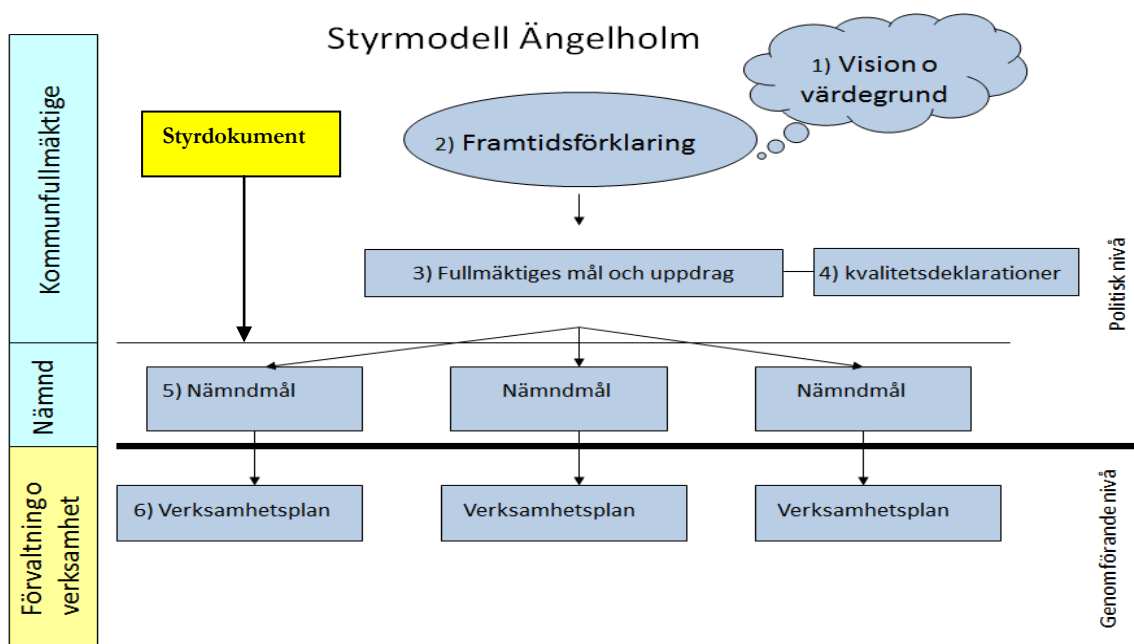 Styrmodell Ängelholm
1) Vision o
värdegrund
Styrdokument
2) Framtidsförklaring
Kommunfullmäktige
3) Fullmäktiges mål och uppdrag
4) kvalitetsdeklarationer
Politisk nivå
Nämnd
5) Nämndmål
Nämndmål
Nämndmål
Förvaltning o
verksamhet
6) Verksamhetsplan
Verksamhetsplan
Verksamhetsplan
Genomförande nivå